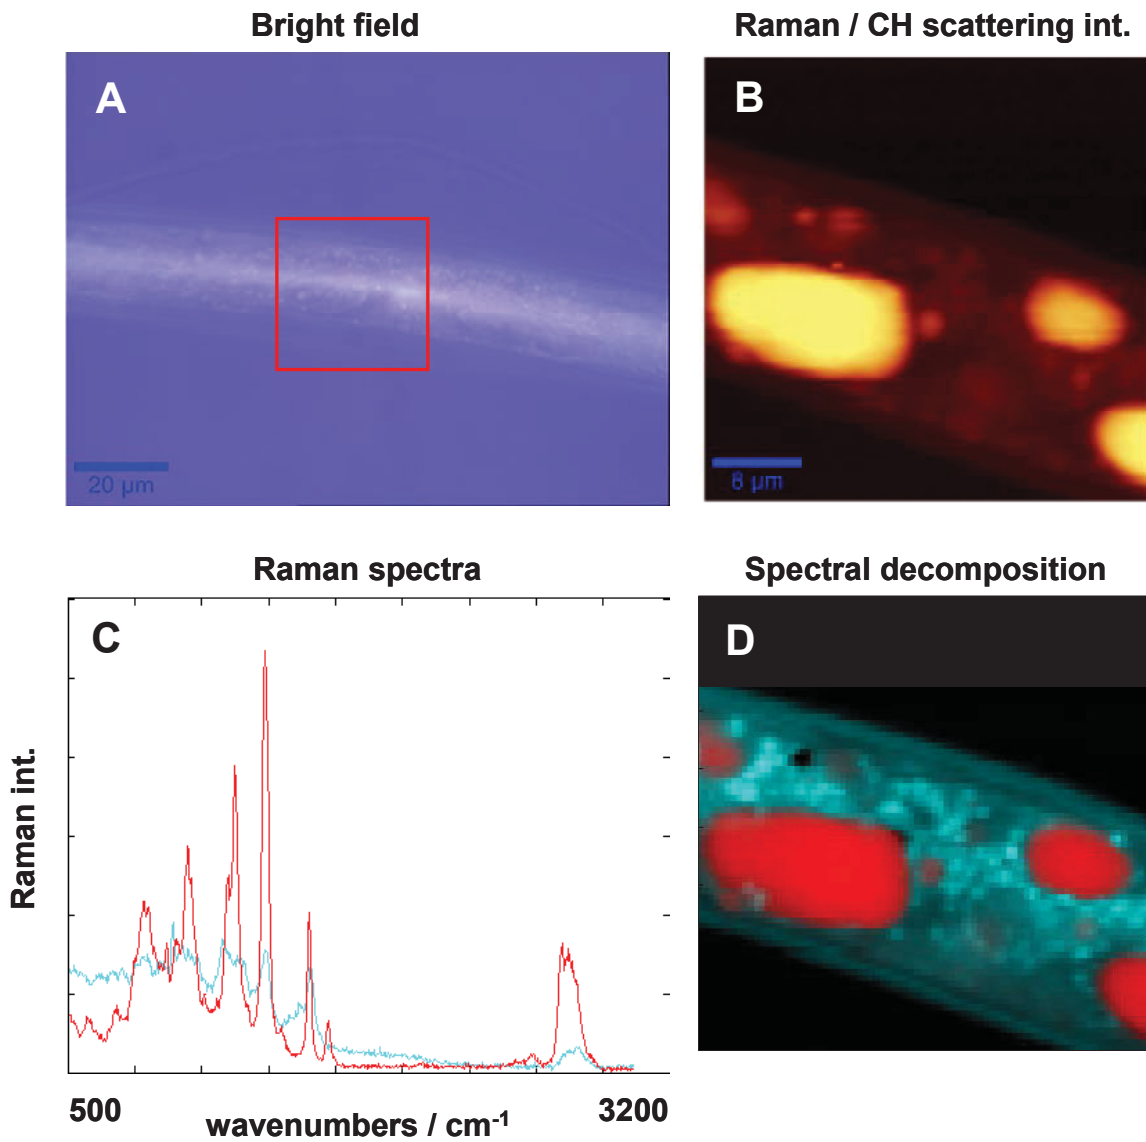 Bright field
Raman / CH scattering int.
A
B
20 µm
8 µm
Raman spectra
Spectral decomposition
C
D
Raman int.
500
wavenumbers / cm-1
3200